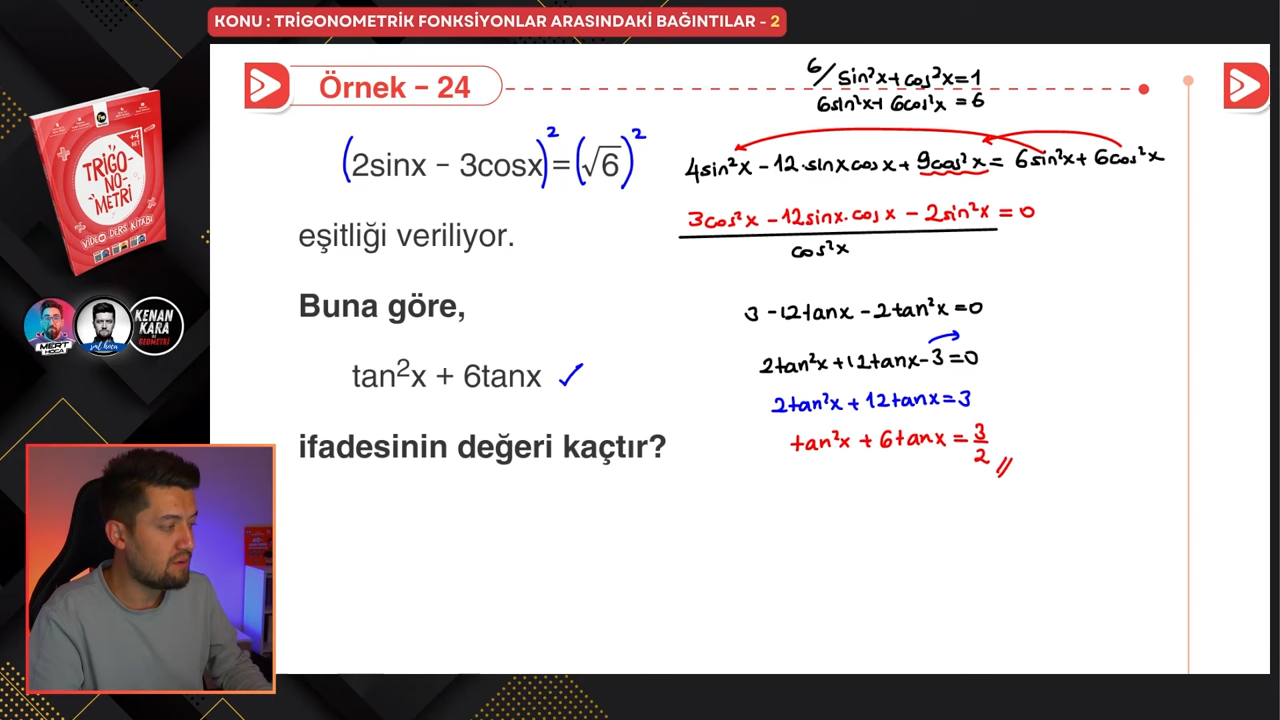 KONU : TRİGONOMETRİK FONKSİYONLAR ARASINDAKİ BAĞINTILAR - 2
Örnek – 24
(2sinx – 3cosx)² = (√6)²
eşitliği veriliyor.
Buna göre,
tan²x + 6tanx ✓
ifadesinin değeri kaçtır?
6/ sin²x + cos²x = 1
6sin²x + 6cos²x = 6
4sin²x – 12·sinxcosx + 9cos²x = 6sin²x + 6cos²x
3cos²x – 12sinx·cosx – 2sin²x = 0
cos²x
3 – 12tanx – 2tan²x = 0
2tan²x + 12tanx – 3 = 0
2tan²x + 12tanx = 3
tan²x + 6tanx = 3/2 //
+4 NET
TRİGO-
NO-
METRİ
VİDEO DERS KİTABI
MERT HOCA
KENAN
KARA
GEOMETRİ